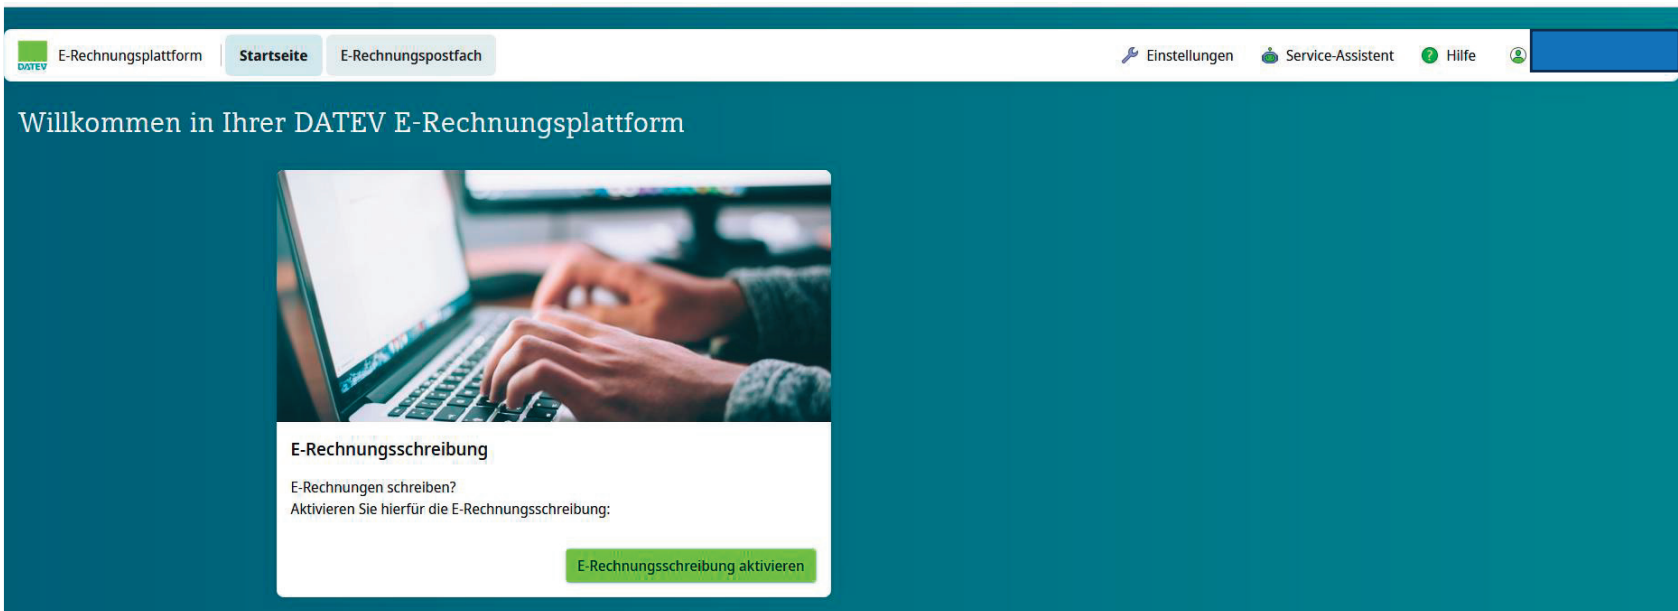 DATEV
E-Rechnungsplattform
Startseite
E-Rechnungspostfach
Einstellungen
Service-Assistent
? Hilfe
Willkommen in Ihrer DATEV E-Rechnungsplattform
E-Rechnungsschreibung
E-Rechnungen schreiben?
Aktivieren Sie hierfür die E-Rechnungsschreibung:
E-Rechnungsschreibung aktivieren